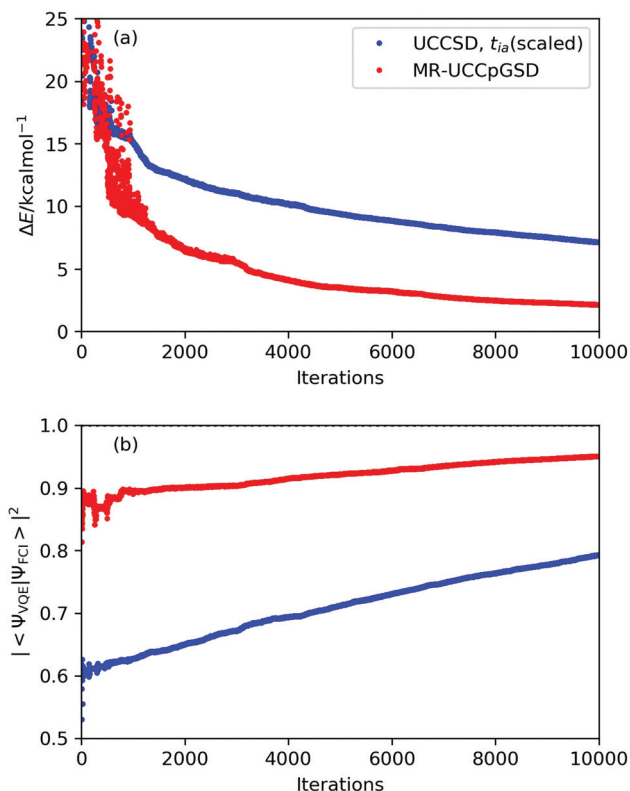 (a)
UCCSD, t_ia(scaled)
MR-UCCpGSD
ΔE/kcalmol⁻¹
25
20
15
10
5
0
0 2000 4000 6000 8000 10000
Iterations
(b)
|<Ψ_VQE|Ψ_FCI>|²
1.0
0.9
0.8
0.7
0.6
0.5
0 2000 4000 6000 8000 10000
Iterations